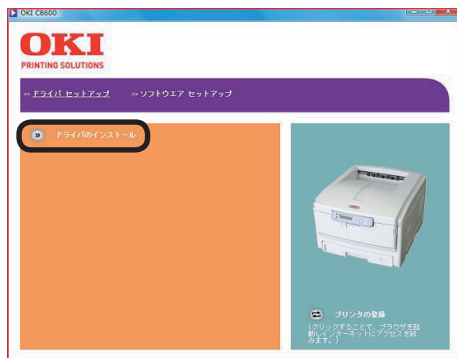 OKI C8600
OKI
PRINTING SOLUTIONS
»» ドライバ セットアップ »» ソフトウエア セットアップ
ドライバのインストール
プリンタの登録
(クリックすることで、ブラウザを起
動しインターネットにアクセスを試
みます。)